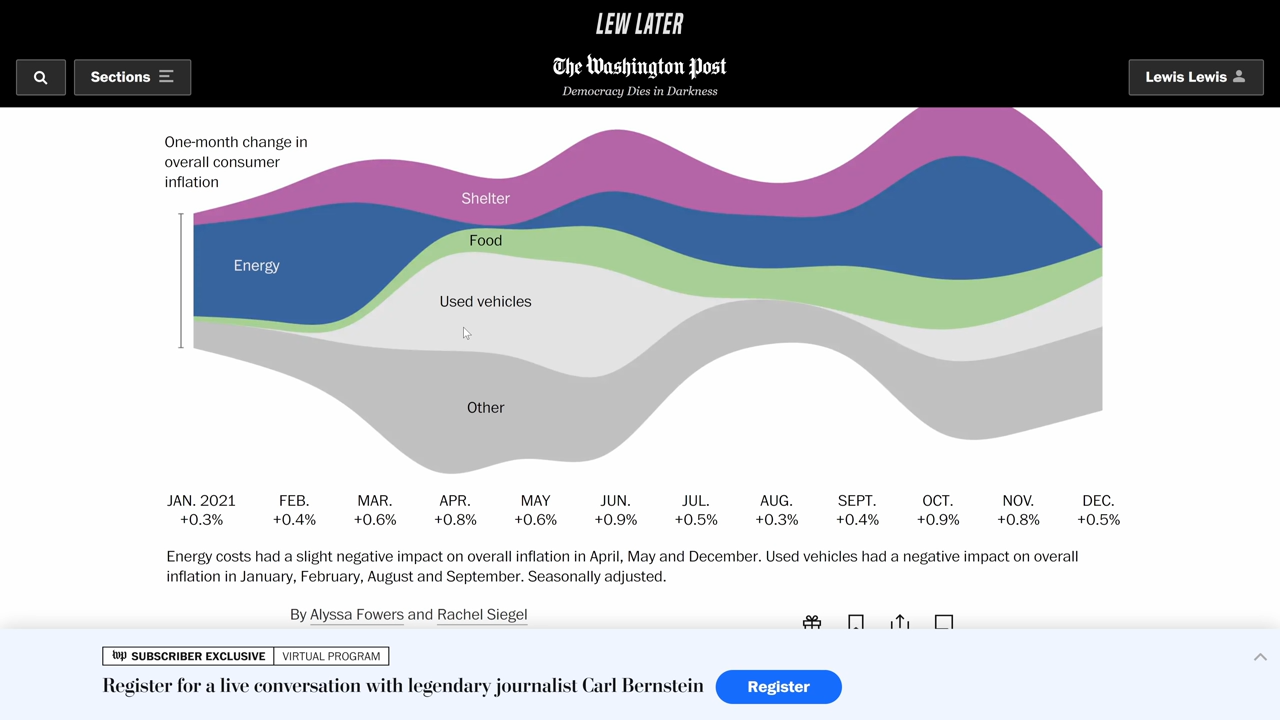 LEW LATER
Sections
The Washington Post
Democracy Dies in Darkness
Lewis Lewis
One-month change in
overall consumer
inflation
Shelter
Food
Energy
Used vehicles
Other
JAN. 2021 FEB. MAR. APR. MAY JUN. JUL. AUG. SEPT. OCT. NOV. DEC.
+0.3% +0.4% +0.6% +0.8% +0.6% +0.9% +0.5% +0.3% +0.4% +0.9% +0.8% +0.5%
Energy costs had a slight negative impact on overall inflation in April, May and December. Used vehicles had a negative impact on overall
inflation in January, February, August and September. Seasonally adjusted.
By Alyssa Fowers and Rachel Siegel
wp SUBSCRIBER EXCLUSIVE VIRTUAL PROGRAM
Register for a live conversation with legendary journalist Carl Bernstein
Register